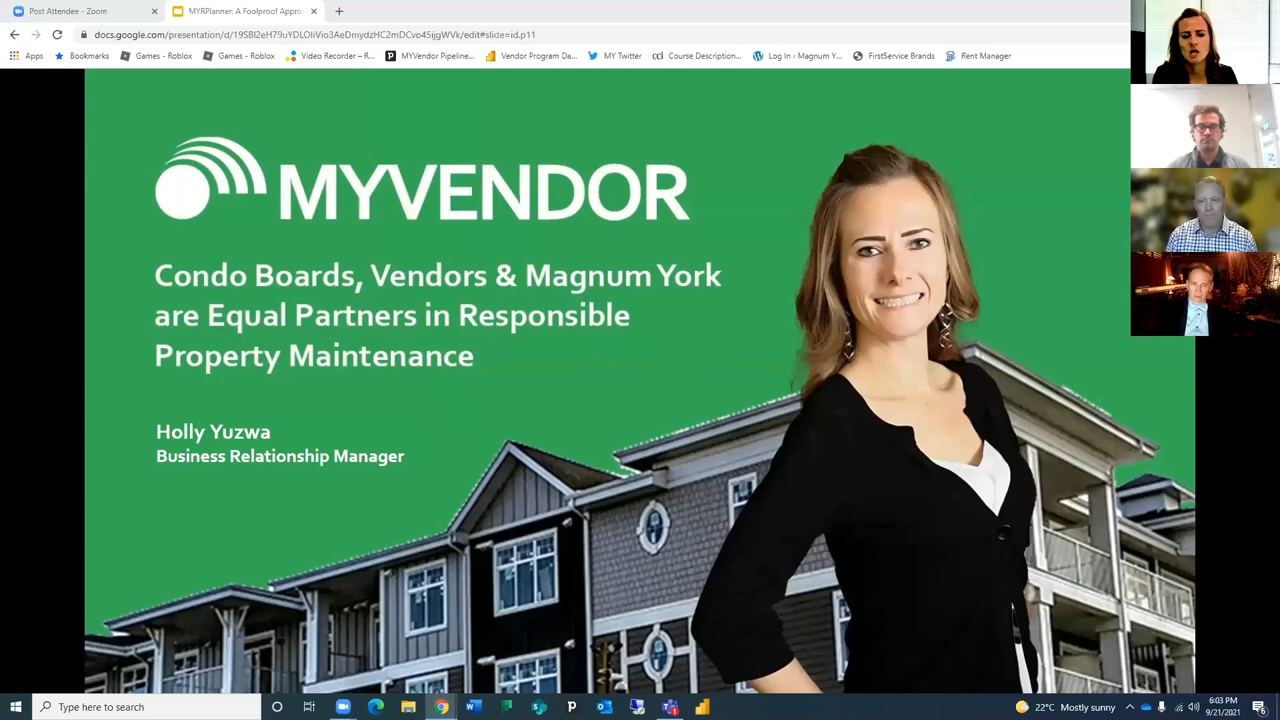 Post Attendee - Zoom
MYRPlanner: A Foolproof Appro
docs.google.com/presentation/d/19SBl2eH79uYDLOliVio3AeDmydzHC2mDCvo45ijgWVk/edit#slide=id.p11
Apps
Bookmarks
Games - Roblox
Games - Roblox
Video Recorder – R...
MYVendor Pipeline...
Vendor Program Da...
MY Twitter
cci Course Description...
Log In ‹ Magnum Y...
FirstService Brands
Rent Manager
MYVENDOR
Condo Boards, Vendors & Magnum York
are Equal Partners in Responsible
Property Maintenance
Holly Yuzwa
Business Relationship Manager
Type here to search
22°C Mostly sunny
6:03 PM
9/21/2021